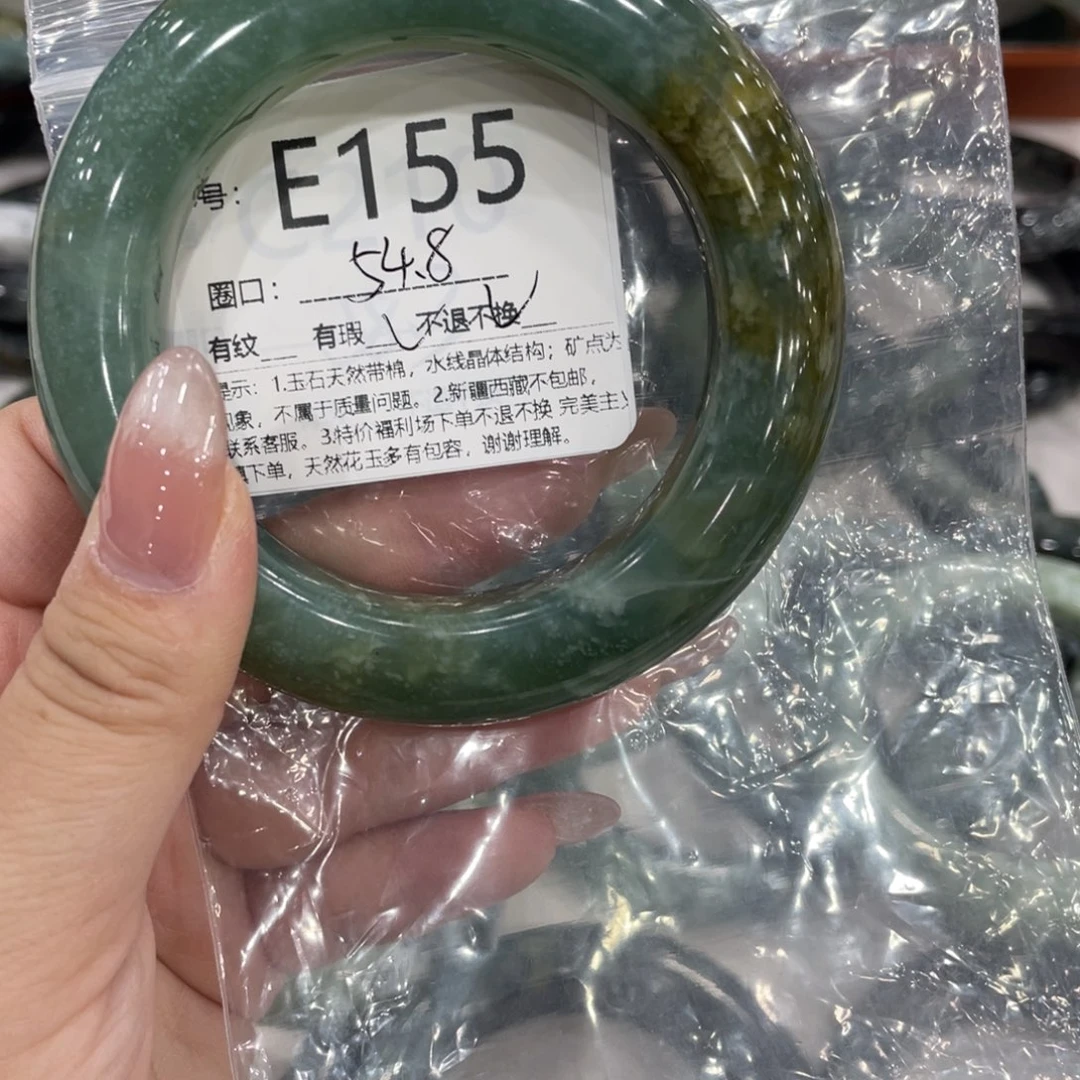 号: E155
圈口: 54.8
有纹 有瑕 不退不换
提示: 1.玉石天然带棉, 水线晶体结构; 矿点
现象, 不属于质量问题。2.新疆西藏不包邮,
联系客服。3.特价福利场下单不退不换 完美主义
下单, 天然花玉多有包容, 谢谢理解。